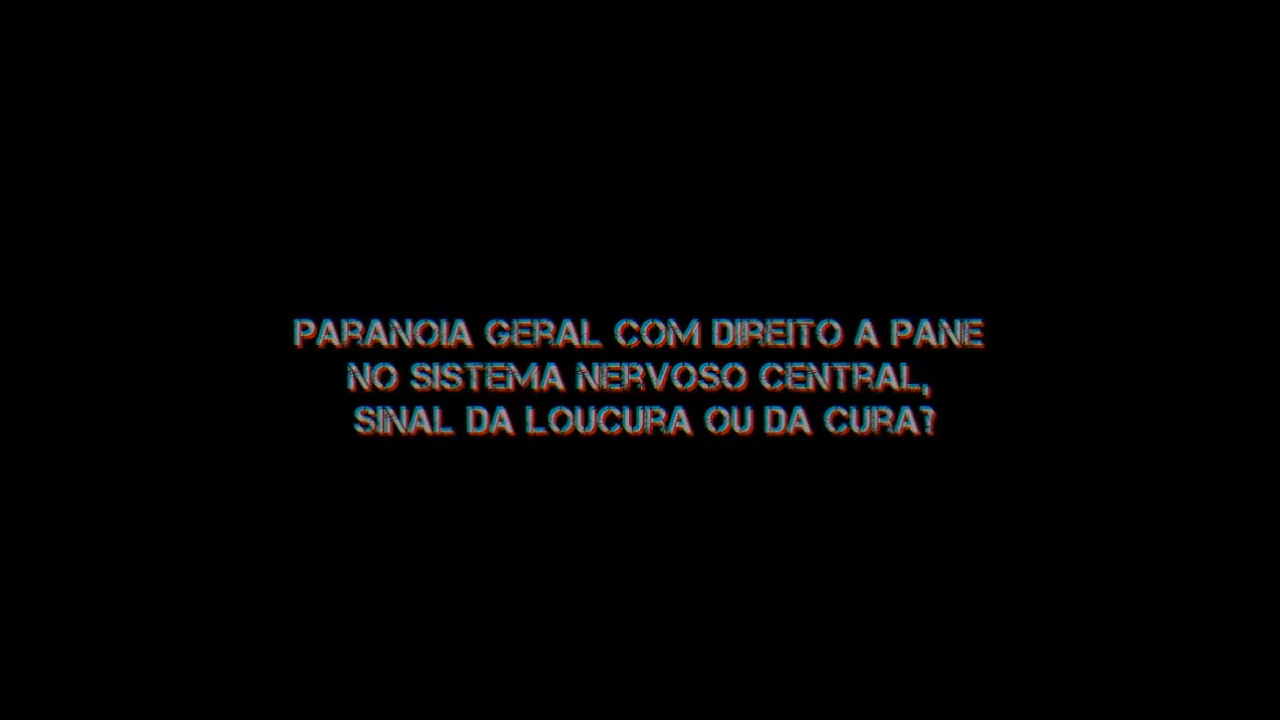 PARANOIA GERAL COM DIREITO A PANE
NO SISTEMA NERVOSO CENTRAL,
SINAL DA LOUCURA OU DA CURA?